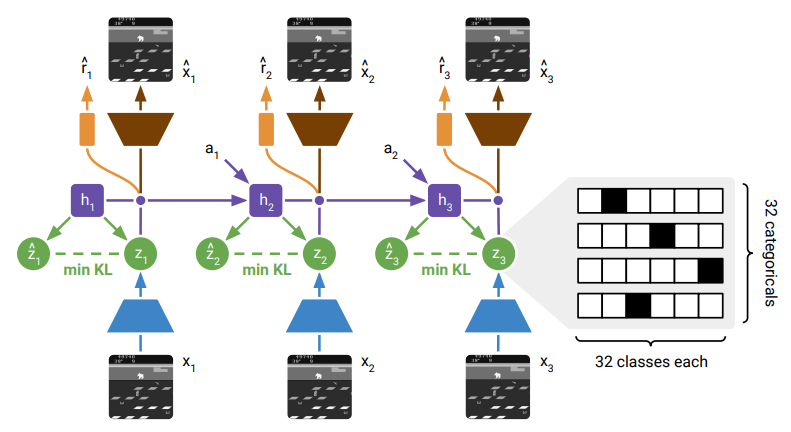 r̂1
x̂1
r̂2
x̂2
r̂3
x̂3
a1
a2
h1
h2
h3
ẑ1
min KL
z1
ẑ2
min KL
z2
ẑ3
min KL
z3
32 categoricals
32 classes each
x1
x2
x3